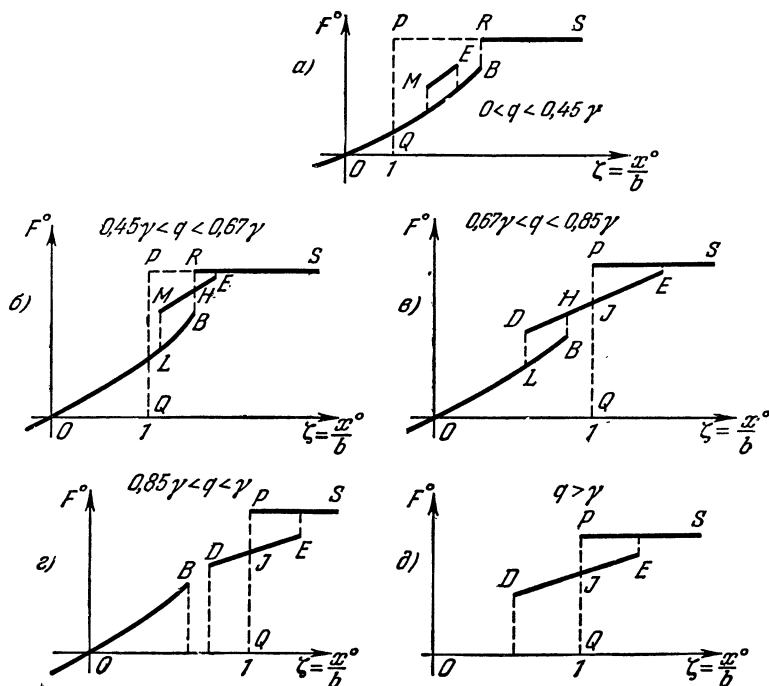 F° P R S
а) M E B
0<q<0,45γ
Q
0 1 ζ=x°/b
0,45γ<q<0,67γ
F° P R S
б) M H E
B
L
Q
0 1 ζ=x°/b
0,67γ<q<0,85γ
F° P S
в) D H J E
B
L
Q
0 1 ζ=x°/b
0,85γ<q<γ
F° P S
г) B D J E
Q
0 1 ζ=x°/b
q>γ
F° P S
д) D J E
Q
0 1 ζ=x°/b